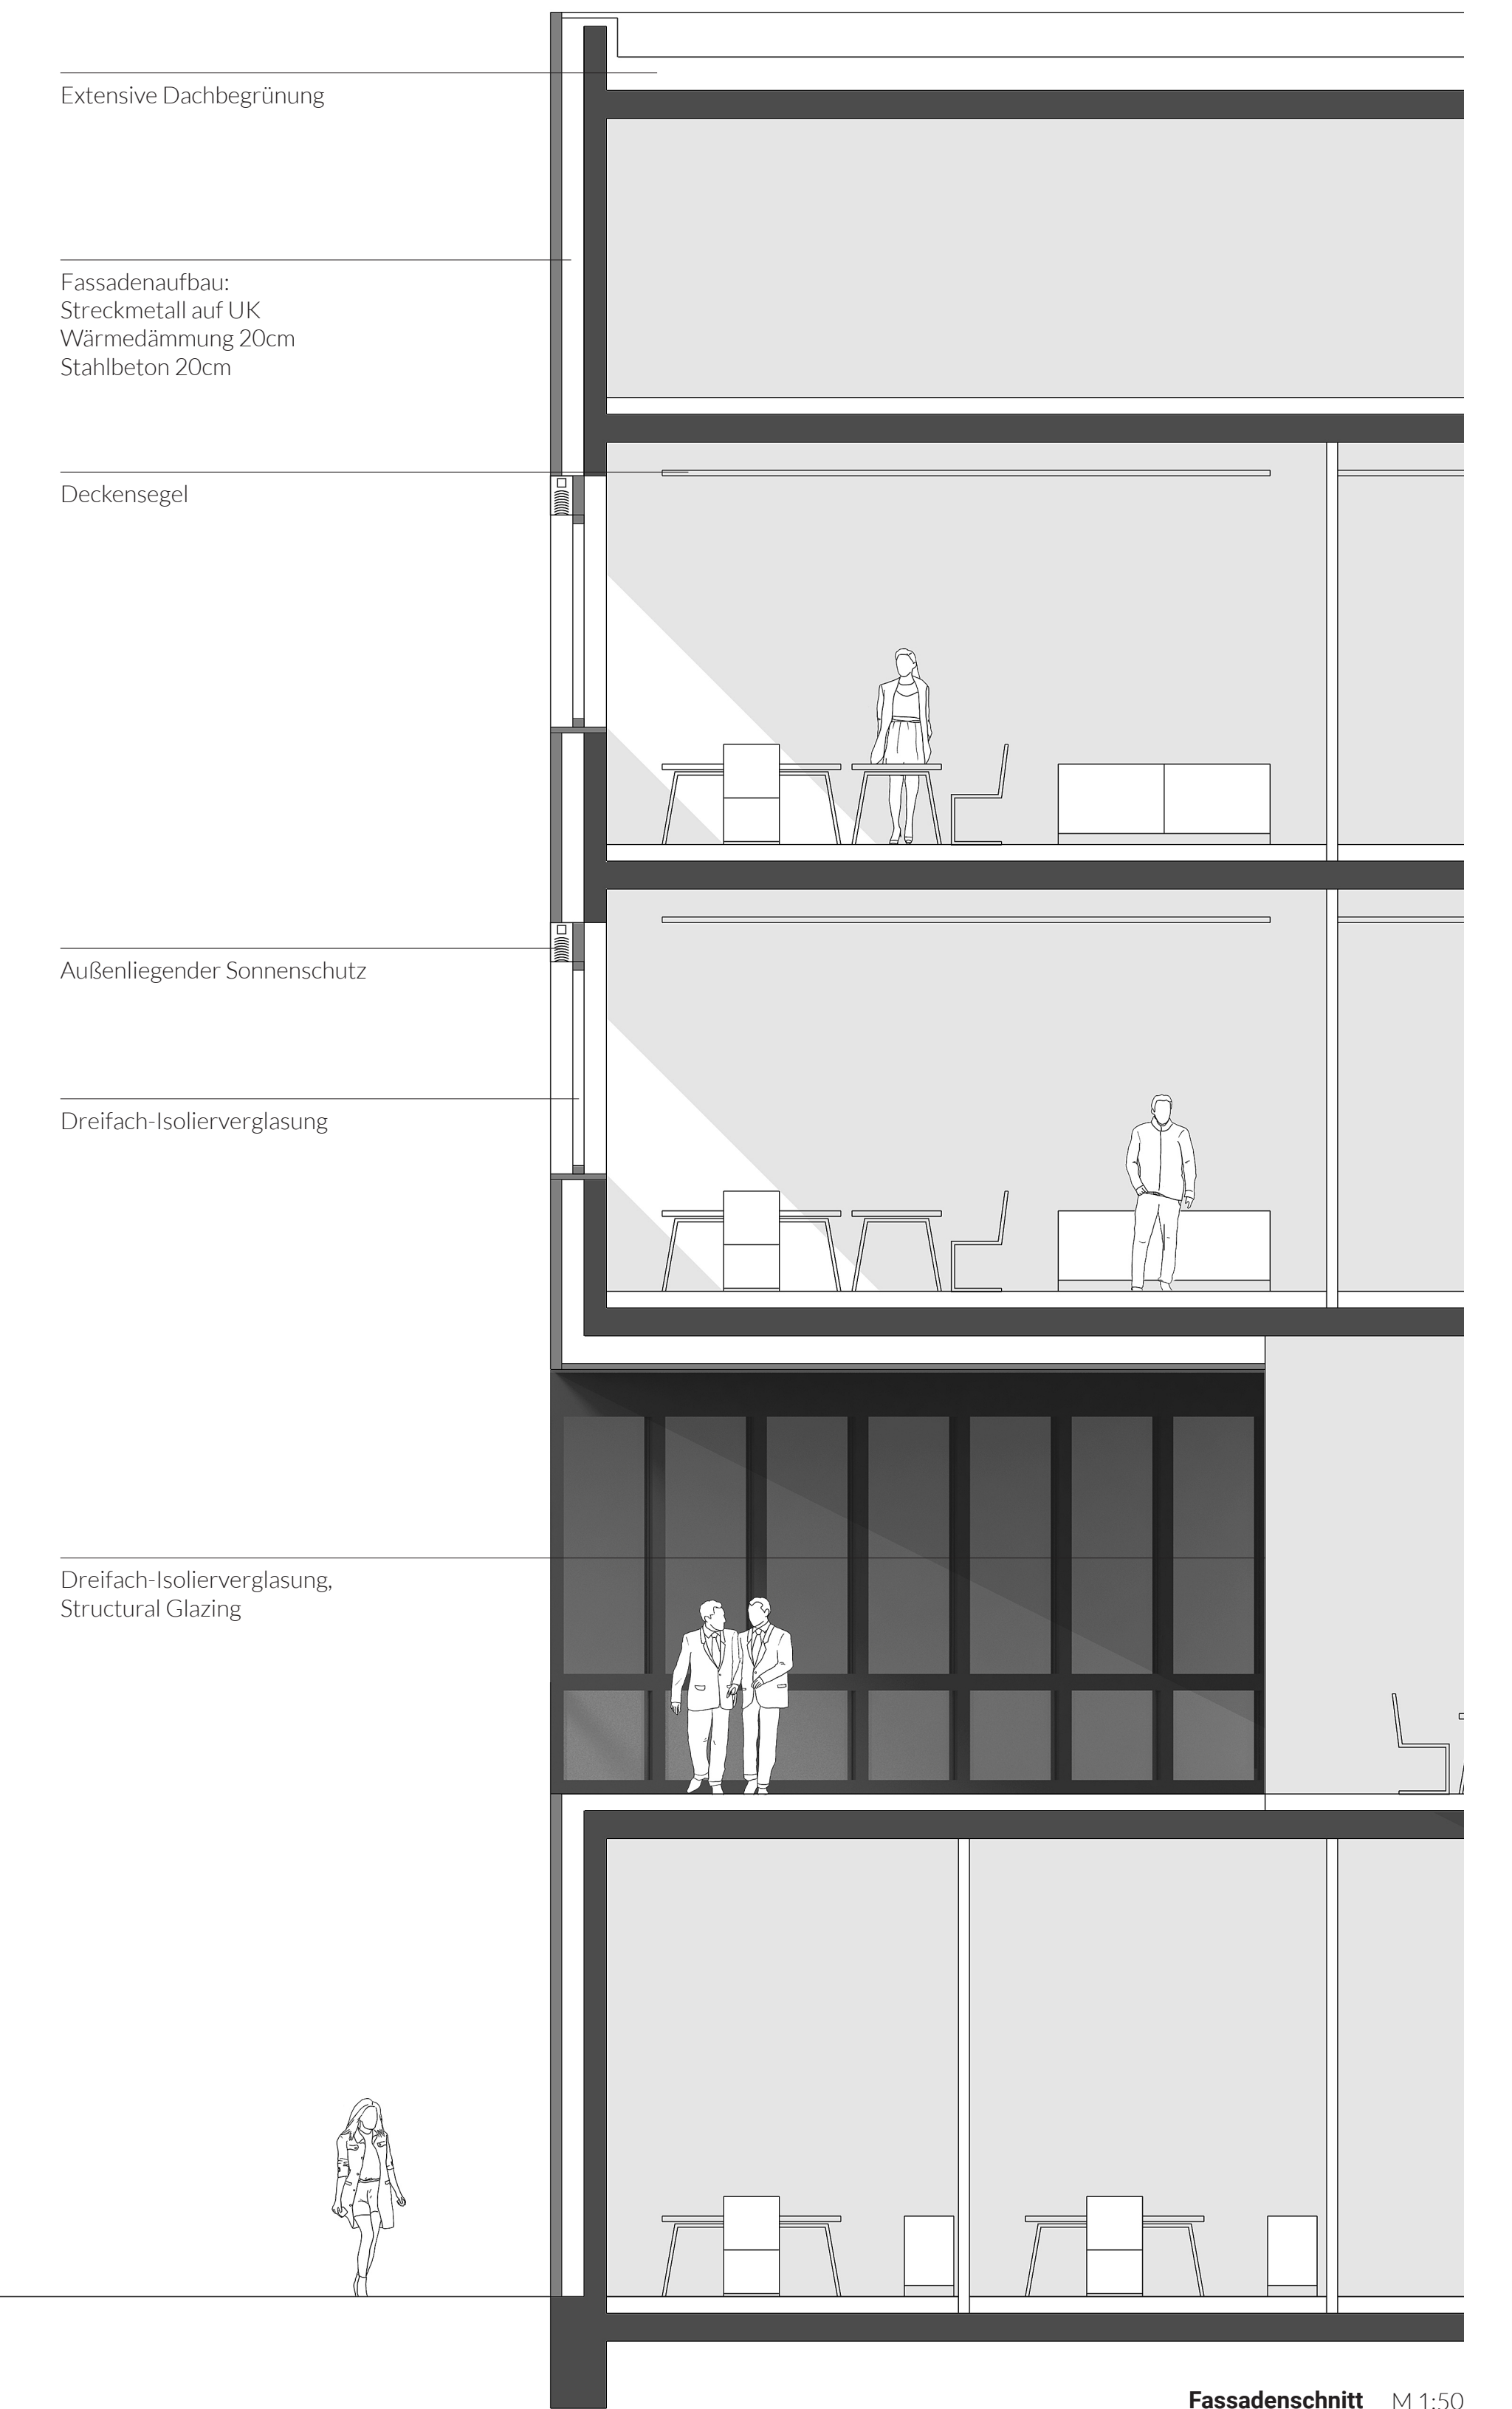 Extensive Dachbegrünung
Fassadenaufbau:
Streckmetall auf UK
Wärmedämmung 20cm
Stahlbeton 20cm
Deckensegel
Außenliegender Sonnenschutz
Dreifach-Isolierverglasung
Dreifach-Isolierverglasung,
Structural Glazing
Fassadenschnitt M 1:50